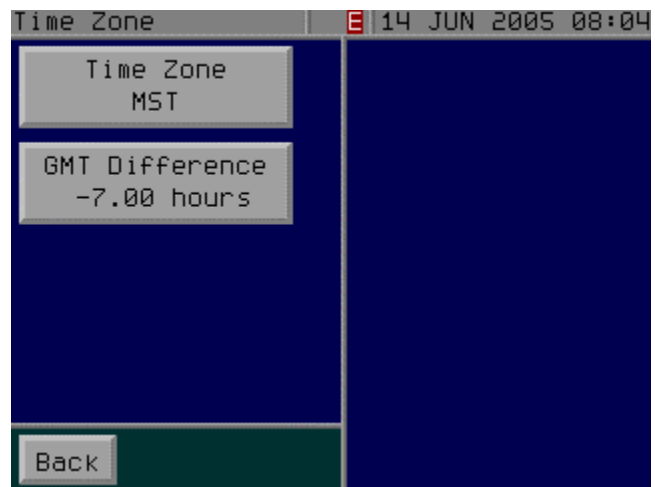 Time Zone E 14 JUN 2005 08:04
Time Zone
MST
GMT Difference
-7.00 hours
Back